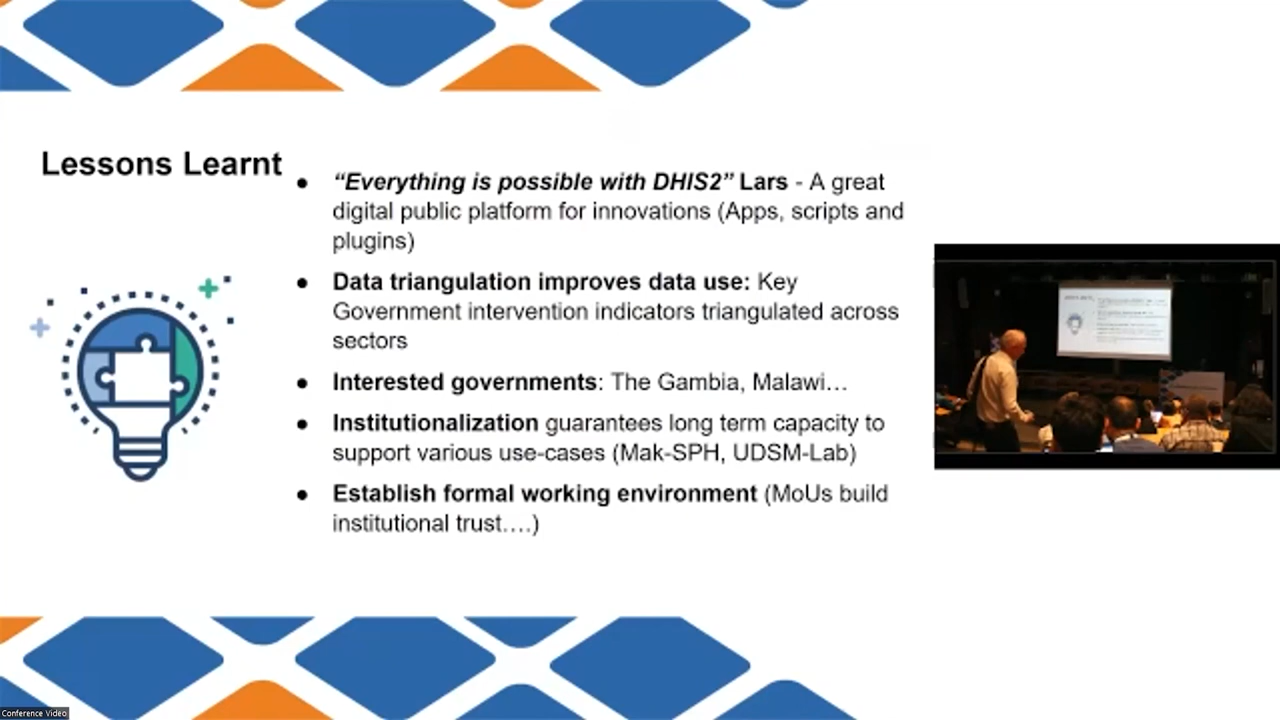 Lessons Learnt
● “Everything is possible with DHIS2” Lars - A great
digital public platform for innovations (Apps, scripts and
plugins)
● Data triangulation improves data use: Key
Government intervention indicators triangulated across
sectors
● Interested governments: The Gambia, Malawi…
● Institutionalization guarantees long term capacity to
support various use-cases (Mak-SPH, UDSM-Lab)
● Establish formal working environment (MoUs build
institutional trust….)
Conference Video